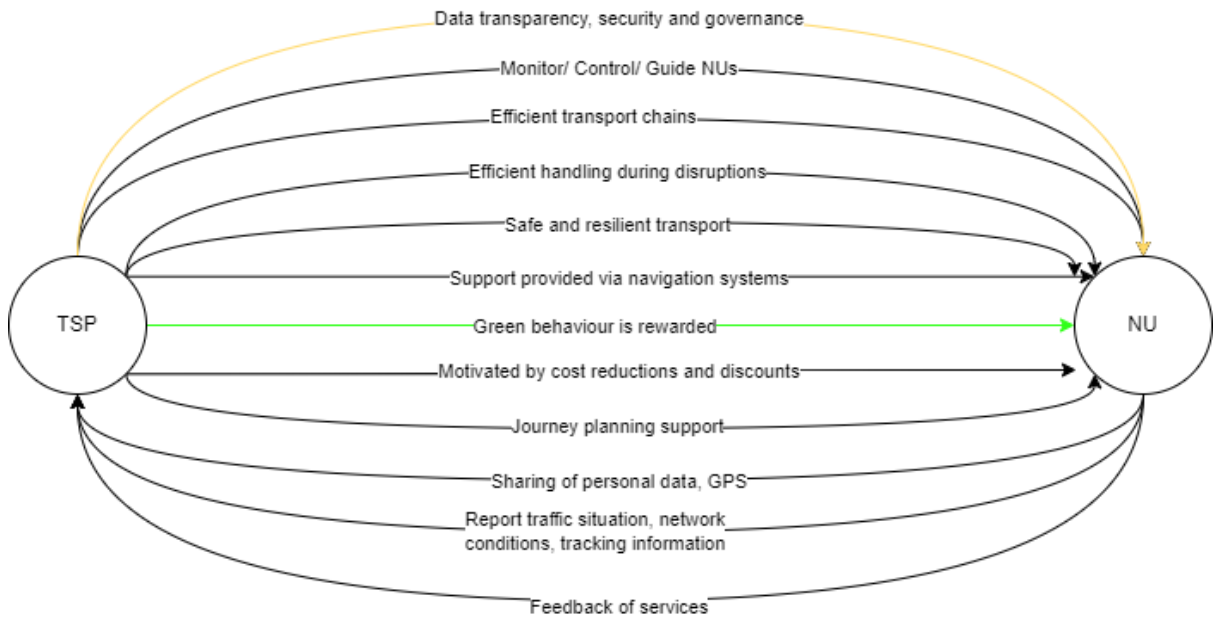 Data transparency, security and governance
Monitor/ Control/ Guide NUs
Efficient transport chains
Efficient handling during disruptions
Safe and resilient transport
Support provided via navigation systems
TSP
NU
Green behaviour is rewarded
Motivated by cost reductions and discounts
Journey planning support
Sharing of personal data, GPS
Report traffic situation, network
conditions, tracking information
Feedback of services